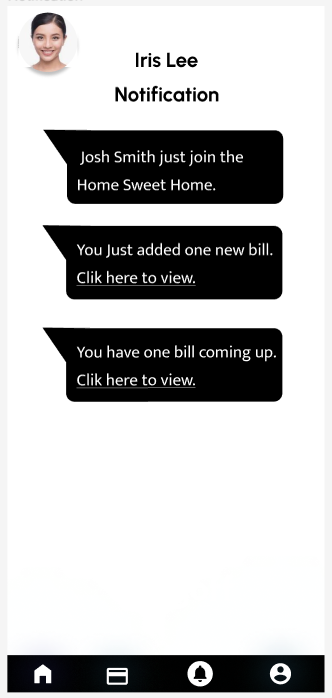 Iris Lee
Notification
Josh Smith just join the
Home Sweet Home.
You Just added one new bill.
Clik here to view.
You have one bill coming up.
Clik here to view.